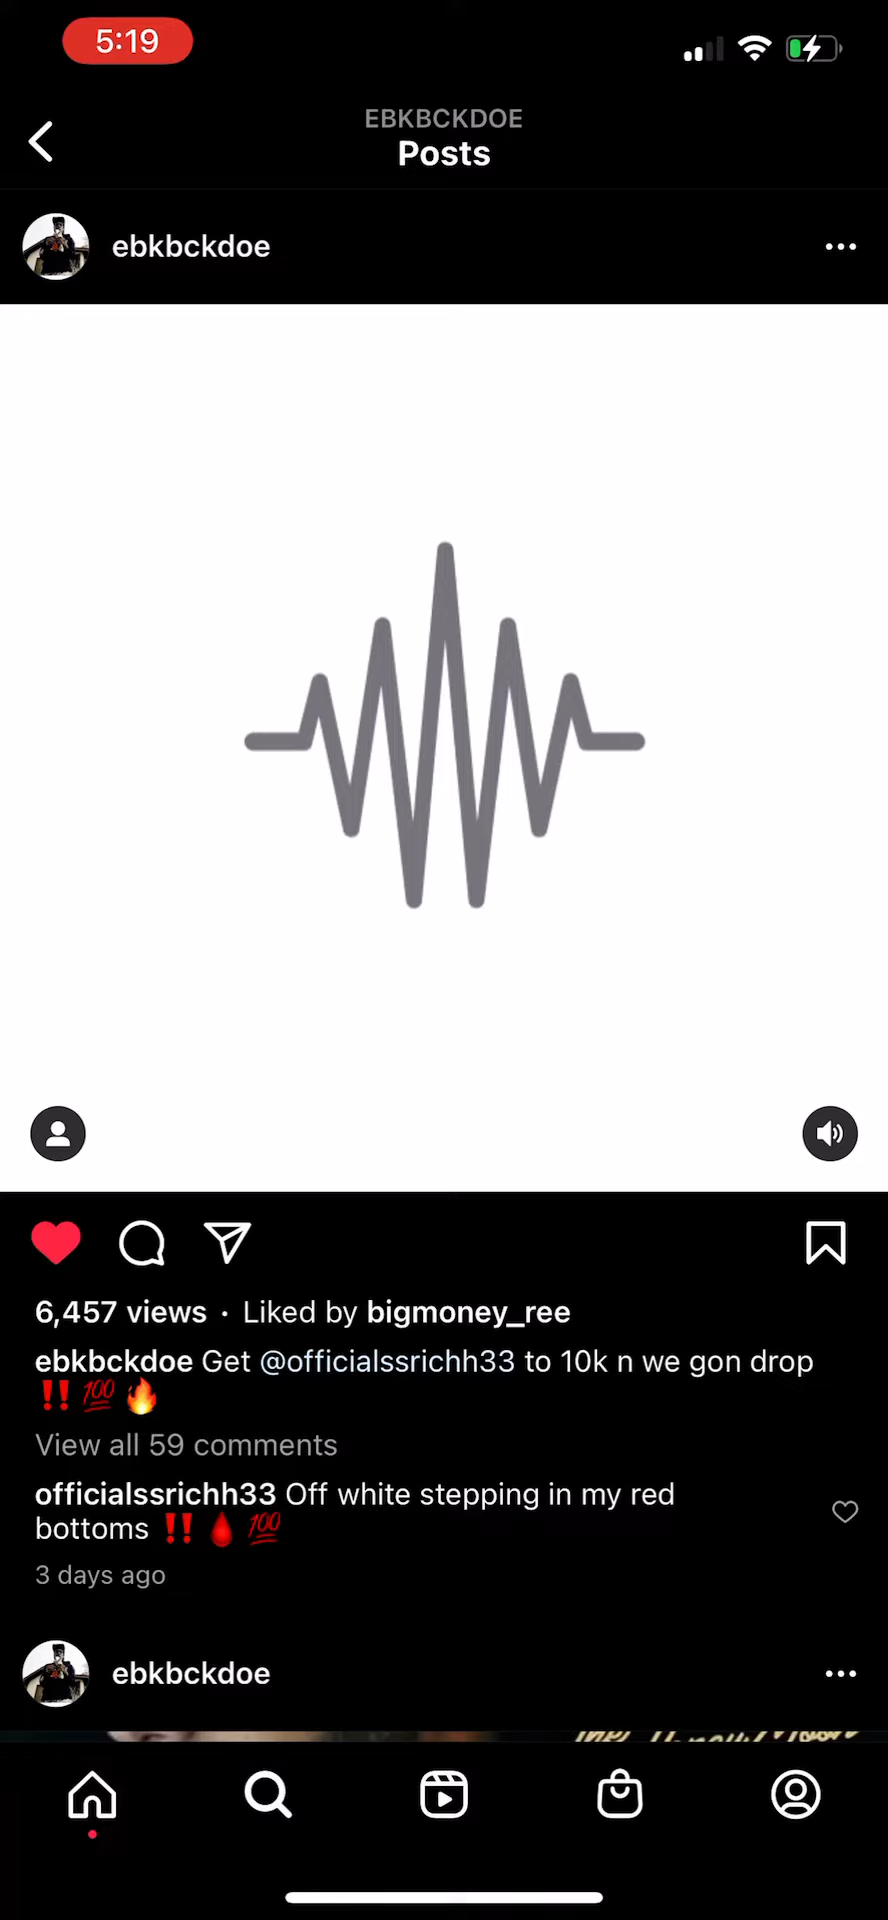 5:19
EBKBCKDOE
Posts
ebkbckdoe
6,457 views · Liked by bigmoney_ree
ebkbckdoe Get @officialssrichh33 to 10k n we gon drop
‼️ 💯 🔥
View all 59 comments
officialssrichh33 Off white stepping in my red
bottoms ‼️ 🩸 💯
3 days ago
ebkbckdoe